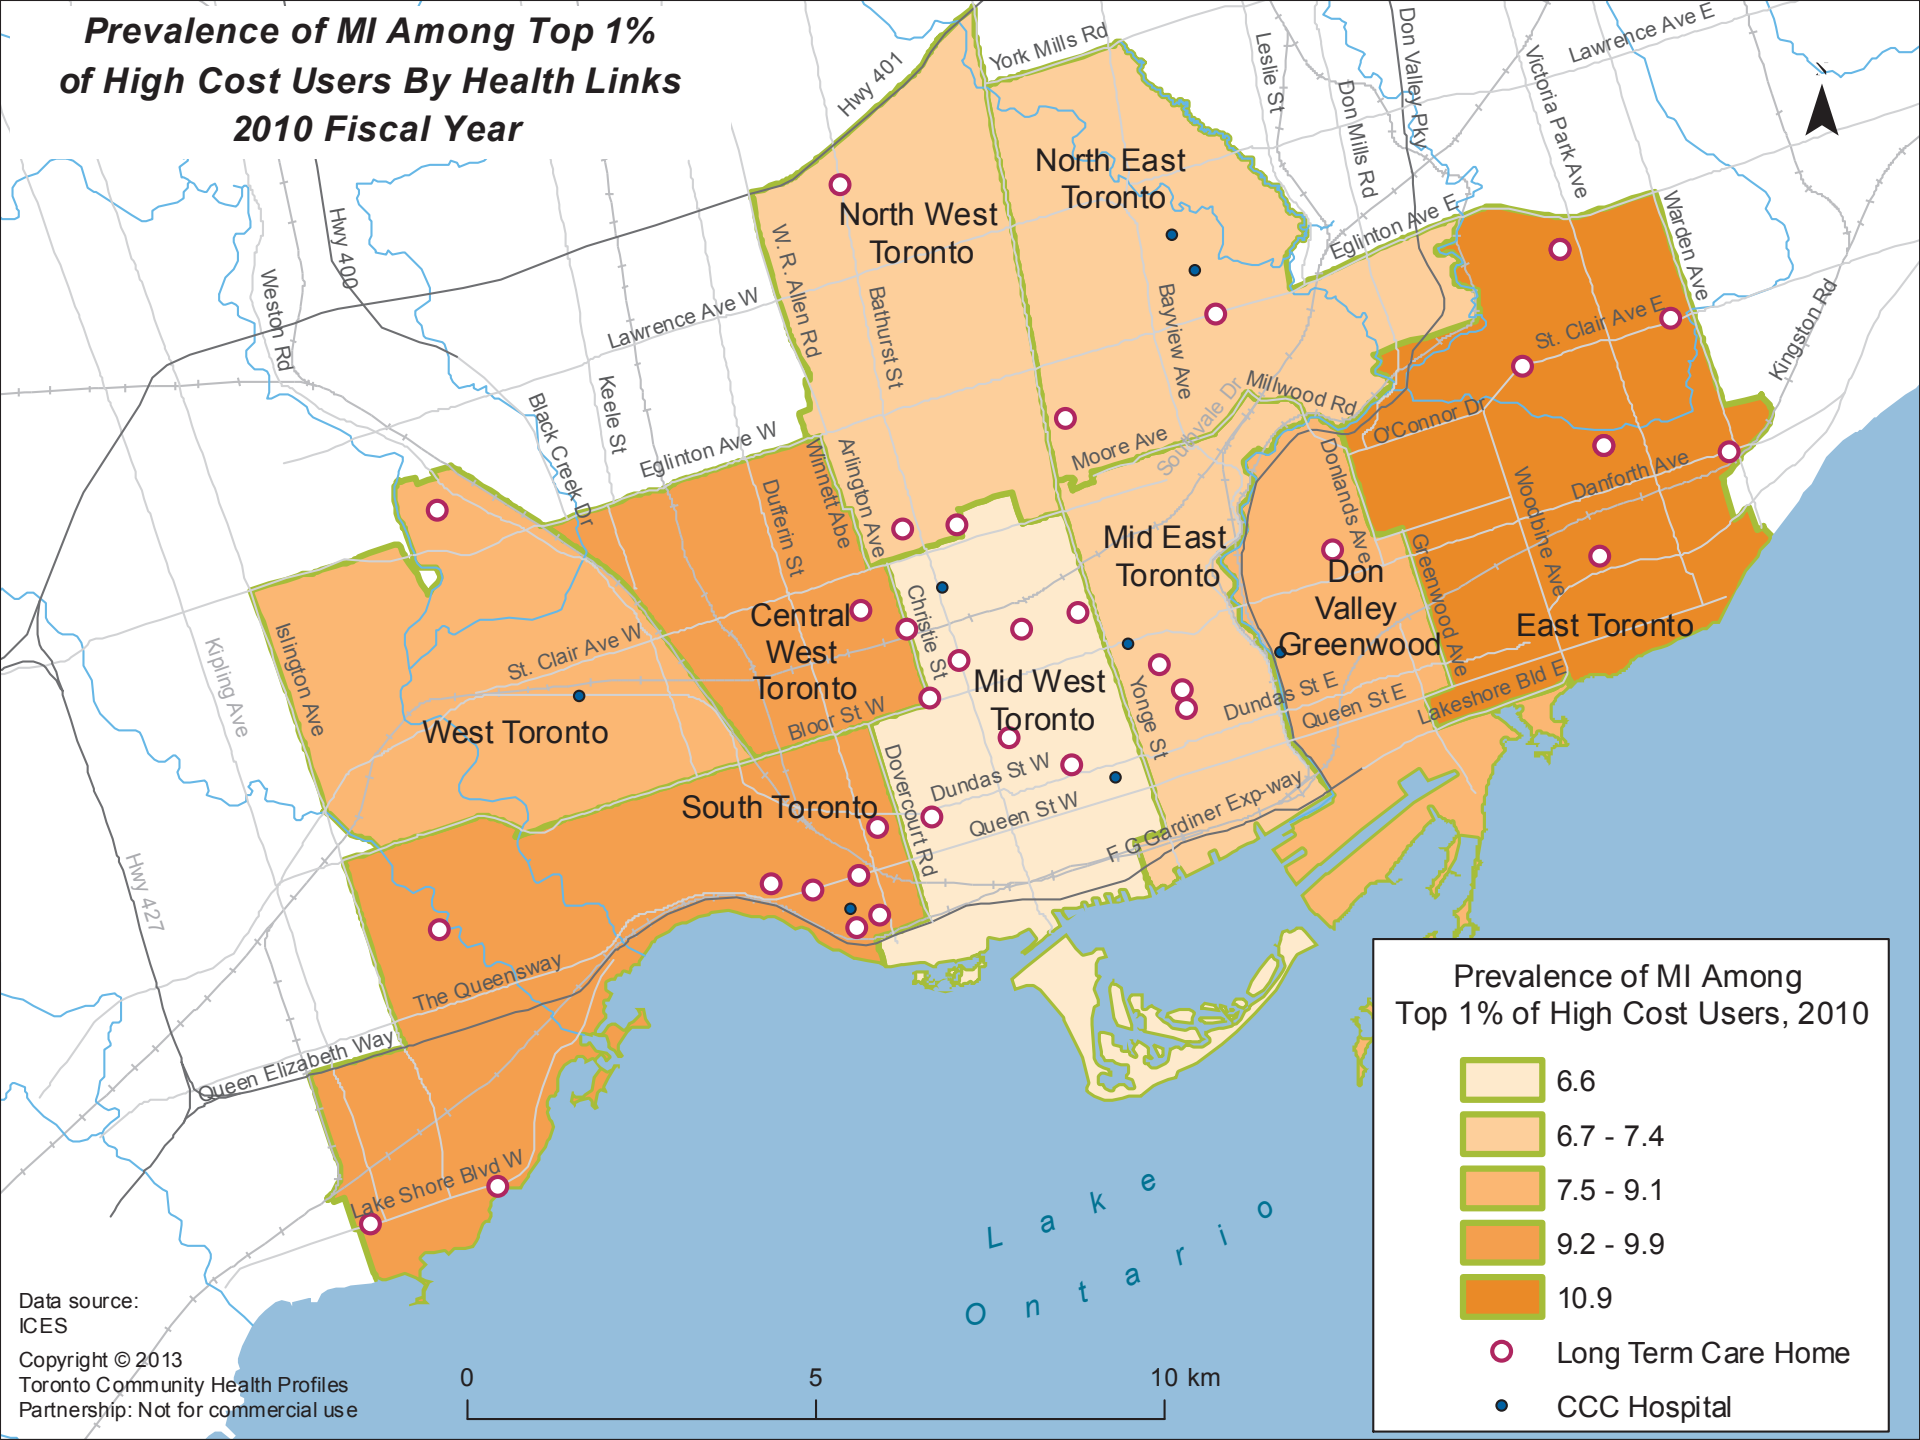 Prevalence of MI Among Top 1%
of High Cost Users By Health Links
2010 Fiscal Year
Hwy 401
York Mills Rd
Leslie St
Don Mills Rd
Don Valley Pky
Victoria Park Ave
Lawrence Ave E
N
North East
Toronto
North West
Toronto
Hwy 400
Weston Rd
W. R. Allen Rd
Bathurst St
Bayview Ave
Eglinton Ave E
Warden Ave
Kingston Rd
Lawrence Ave W
St. Clair Ave E
Keele St
Black Creek Dr
Eglinton Ave W
Winnett Abe
Arlington Ave
Dufferin St
Moore Ave
Southvale Dr
Millwood Rd
O'Connor Dr
Donlands Ave
Danforth Ave
Woodbine Ave
Greenwood Ave
Mid East
Toronto
Don
Valley
Greenwood
East Toronto
Central
West
Toronto
Christie St
Kipling Ave
Islington Ave
St. Clair Ave W
West Toronto
Bloor St W
Mid West
Toronto
Yonge St
Dundas St E
Queen St E
Lakeshore Bld E
South Toronto
Dovercourt Rd
Dundas St W
Queen St W
F G Gardiner Exp-way
Hwy 427
The Queensway
Queen Elizabeth Way
Lake Shore Blvd W
Lake
Ontario
Prevalence of MI Among
Top 1% of High Cost Users, 2010
6.6
6.7 - 7.4
7.5 - 9.1
9.2 - 9.9
10.9
Long Term Care Home
CCC Hospital
Data source:
ICES
Copyright © 2013
Toronto Community Health Profiles
Partnership: Not for commercial use
0 5 10 km